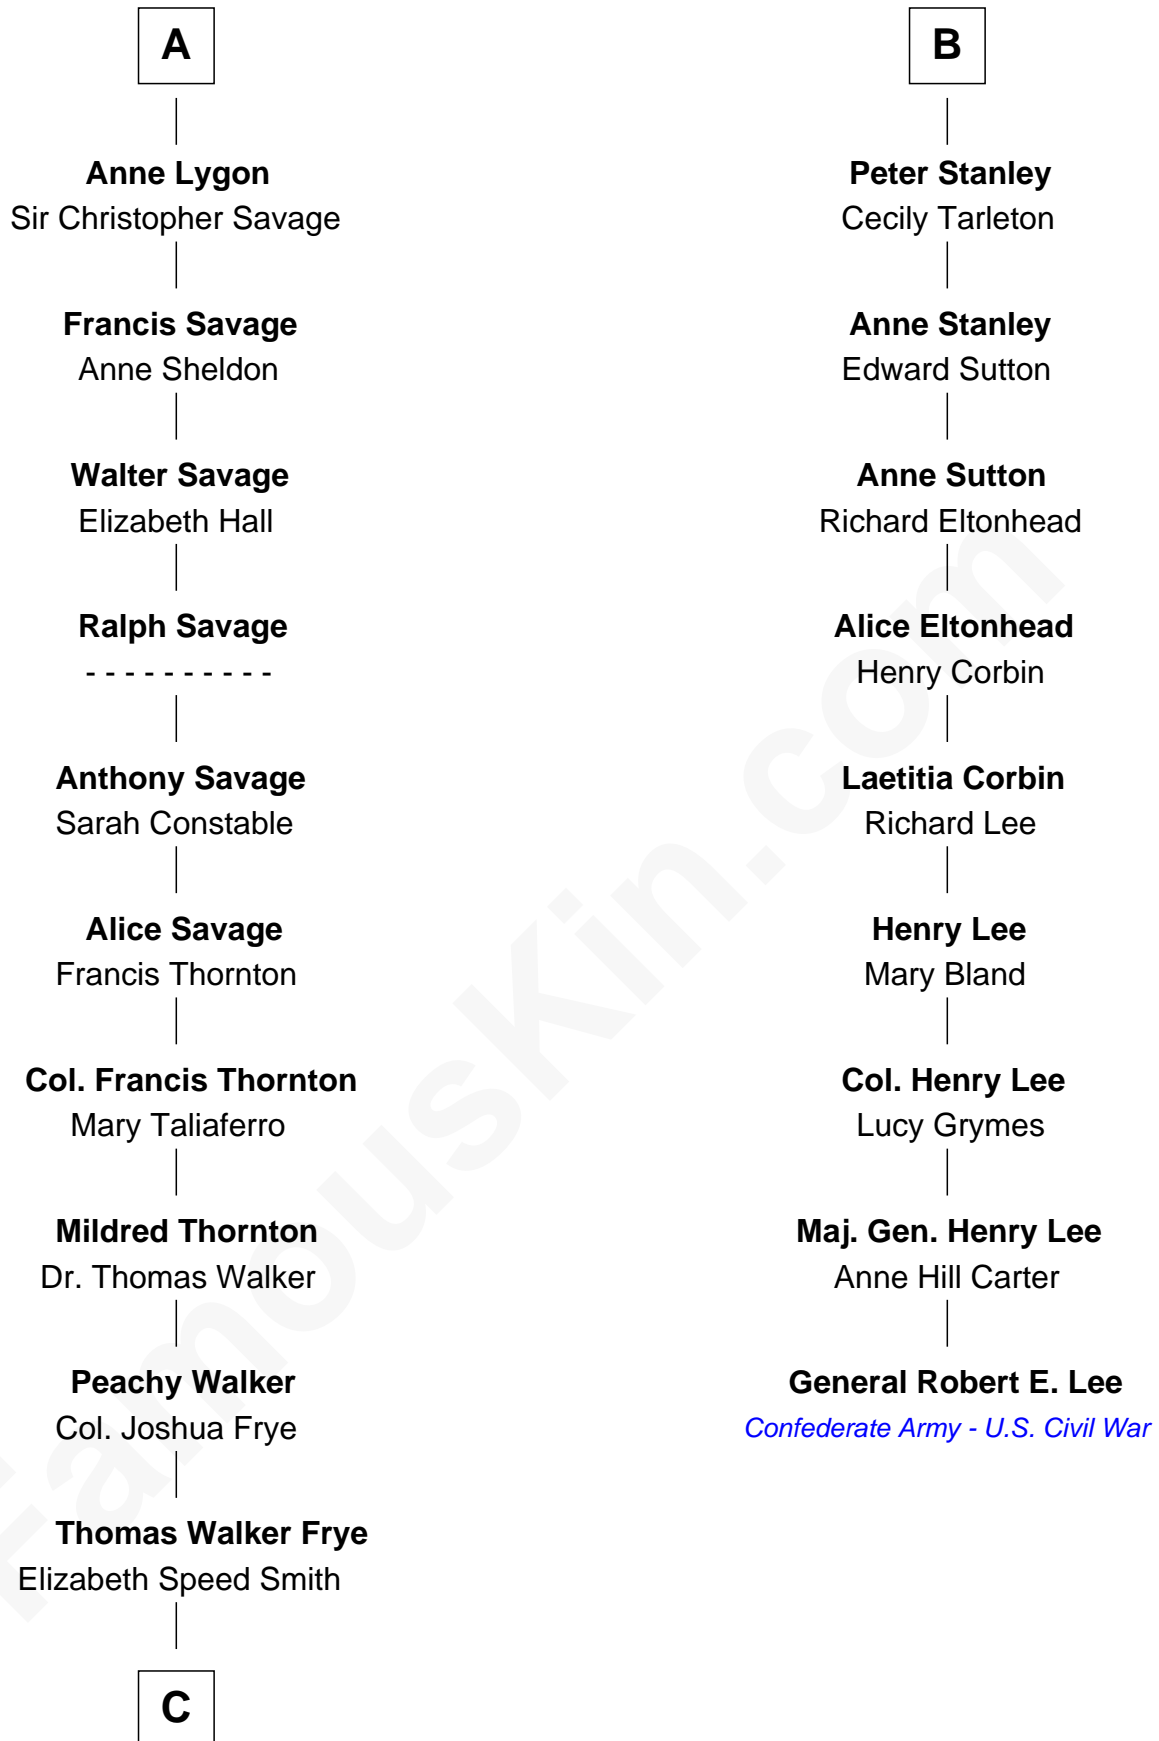 A
Anne Lygon
Sir Christopher Savage
Francis Savage
Anne Sheldon
Walter Savage
Elizabeth Hall
Ralph Savage
- - - - - - - - - -
Anthony Savage
Sarah Constable
Alice Savage
Francis Thornton
Col. Francis Thornton
Mary Taliaferro
Mildred Thornton
Dr. Thomas Walker
Peachy Walker
Col. Joshua Frye
Thomas Walker Frye
Elizabeth Speed Smith
C
B
Peter Stanley
Cecily Tarleton
Anne Stanley
Edward Sutton
Anne Sutton
Richard Eltonhead
Alice Eltonhead
Henry Corbin
Laetitia Corbin
Richard Lee
Henry Lee
Mary Bland
Col. Henry Lee
Lucy Grymes
Maj. Gen. Henry Lee
Anne Hill Carter
General Robert E. Lee
Confederate Army - U.S. Civil War
FamousKin.com